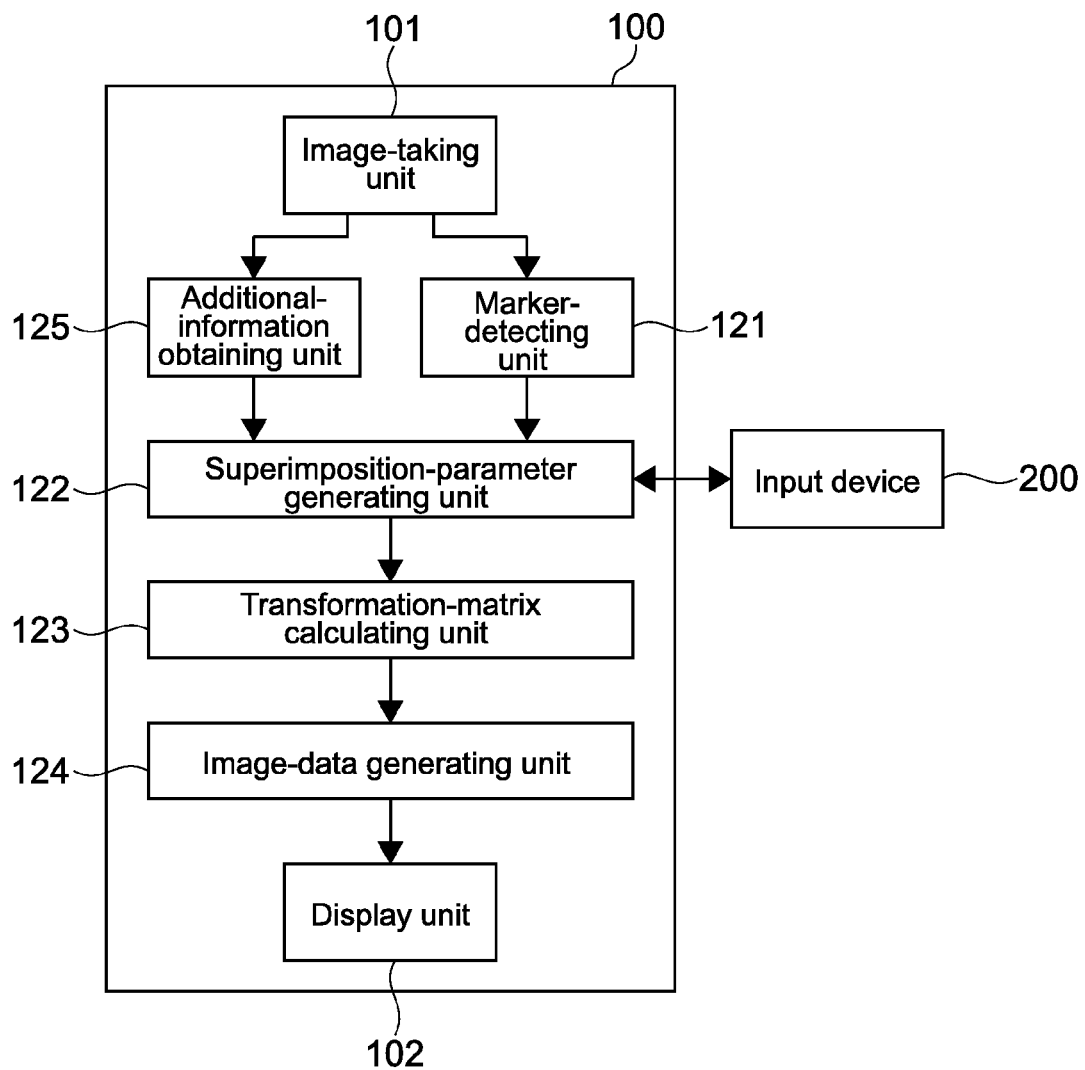 101
100
Image-taking
unit
125
Additional-
information
obtaining unit
Marker-
detecting
unit
121
122
Superimposition-parameter
generating unit
Input device
200
123
Transformation-matrix
calculating unit
124
Image-data generating unit
Display unit
102